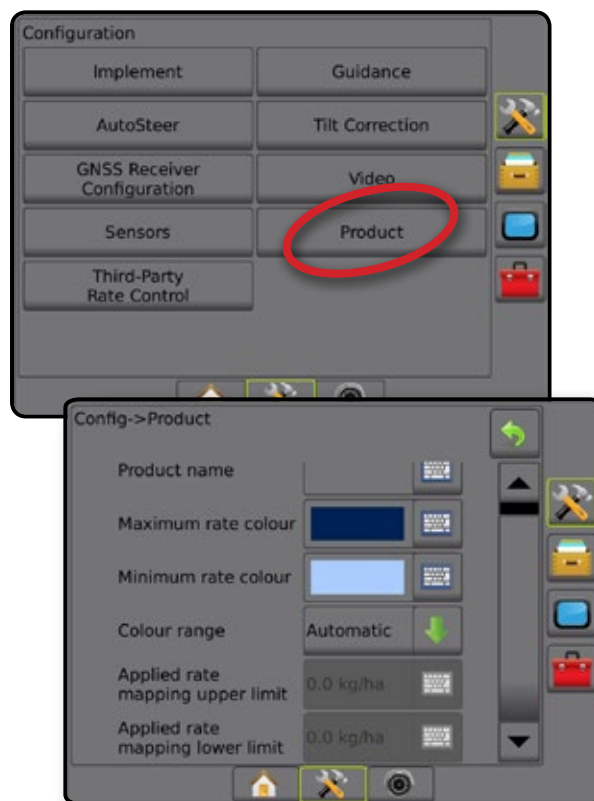 Configuration
Implement
Guidance
AutoSteer
Tilt Correction
GNSS Receiver
Configuration
Video
Sensors
Product
Third-Party
Rate Control
Config->Product
Product name
Maximum rate colour
Minimum rate colour
Colour range
Automatic
Applied rate
mapping upper limit
0.0 kg/ha
Applied rate
mapping lower limit
0.0 kg/ha